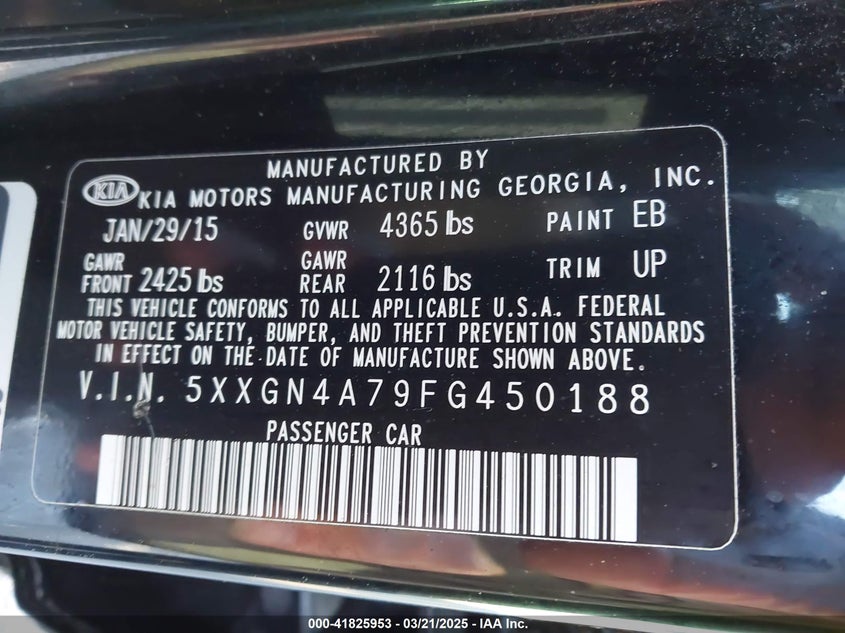 MANUFACTURED BY
KIA KIA MOTORS MANUFACTURING GEORGIA, INC.
JAN/29/15 GVWR 4365 lbs PAINT EB
GAWR FRONT 2425 lbs GAWR REAR 2116 lbs TRIM UP
THIS VEHICLE CONFORMS TO ALL APPLICABLE U.S.A. FEDERAL
MOTOR VEHICLE SAFETY, BUMPER, AND THEFT PREVENTION STANDARDS
IN EFFECT ON THE DATE OF MANUFACTURE SHOWN ABOVE.
V.I.N. 5XXGN4A79FG450188
PASSENGER CAR
000-41825953 — 03/21/2025 — IAA Inc.